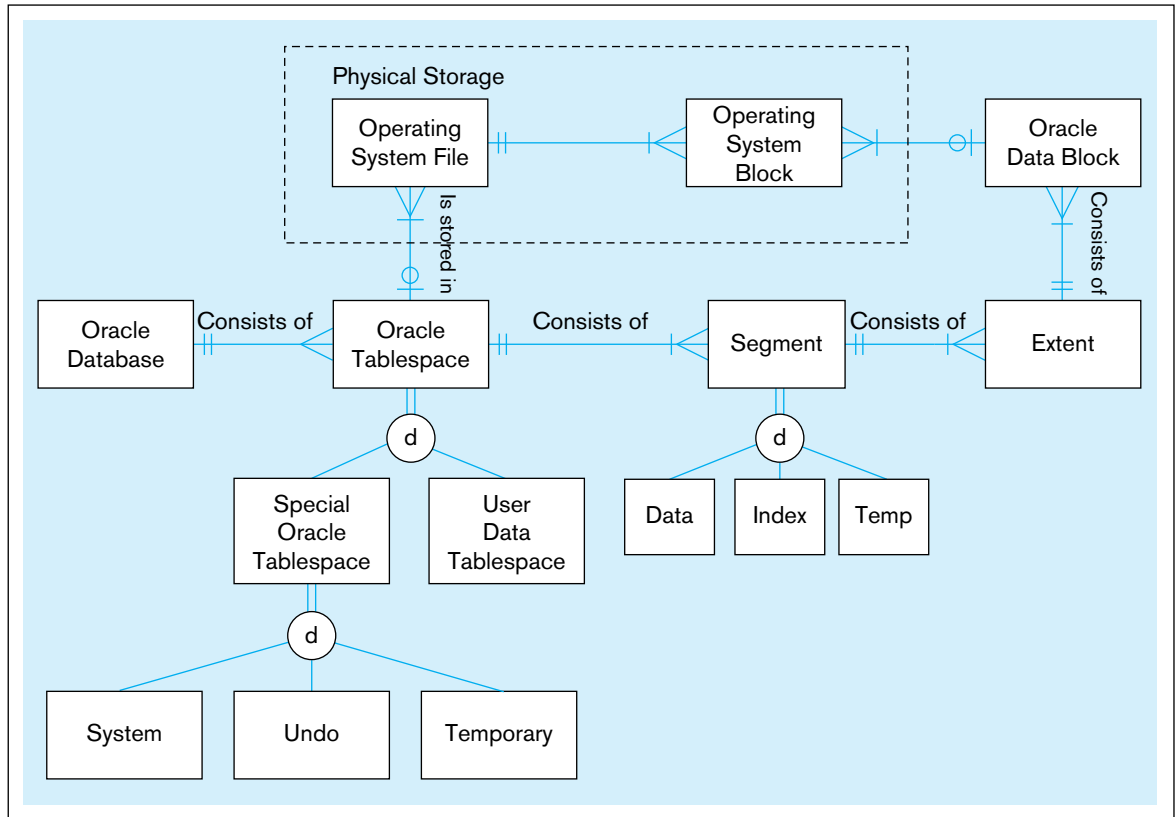 Physical Storage
Operating
System File
Operating
System
Block
Oracle
Data Block
Is stored in
Consists of
Oracle
Database
Consists of
Oracle
Tablespace
Consists of
Segment
Consists of
Extent
d
d
Special
Oracle
Tablespace
User
Data
Tablespace
Data
Index
Temp
d
System
Undo
Temporary